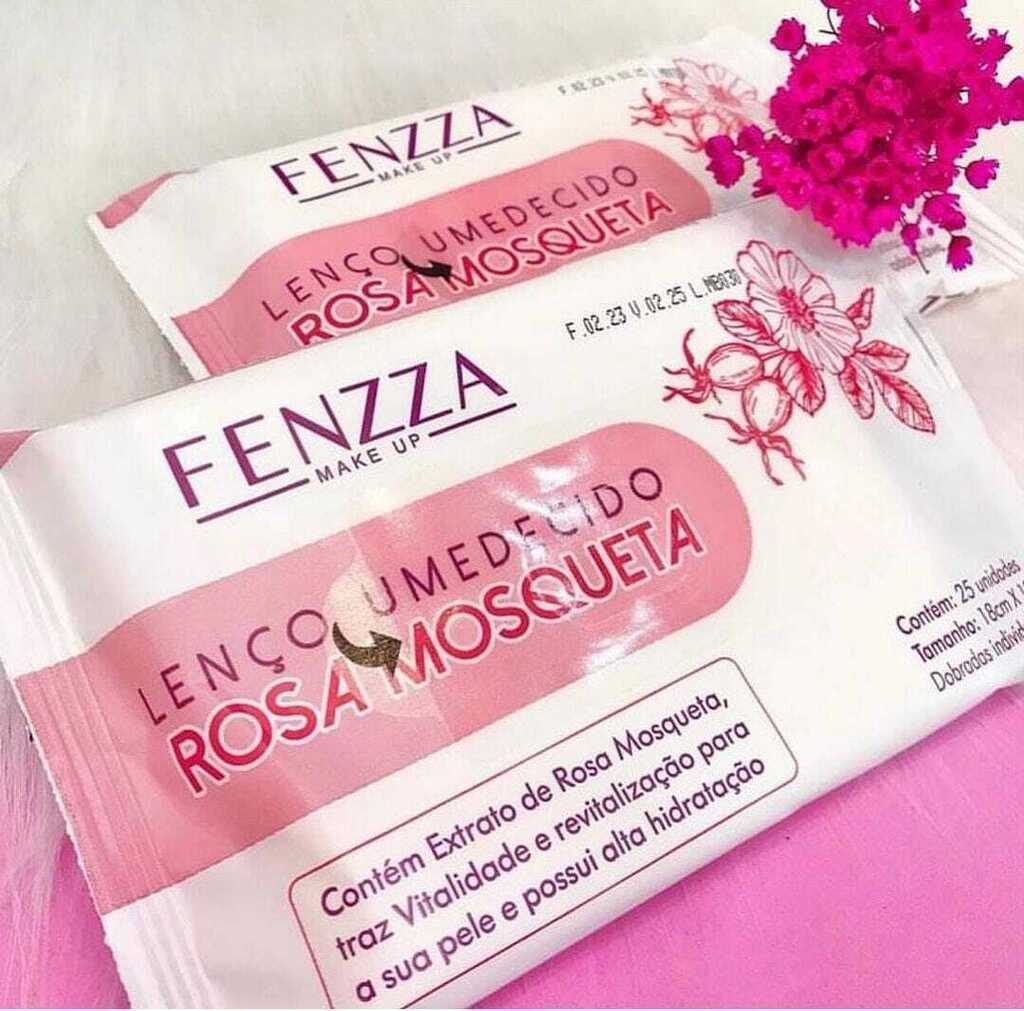 FENZZA
MAKE UP
LENÇO UMEDECIDO
ROSA MOSQUETA
FENZZA
MAKE UP
F.02.23 V.02.25 L.MB030
LENÇO UMEDECIDO
ROSA MOSQUETA
Contém: 25 unidades
Tamanho: 18cm X
Dobradas
Contém Extrato de Rosa Mosqueta,
traz Vitalidade e revitalização para
a sua pele e possui alta hidratação